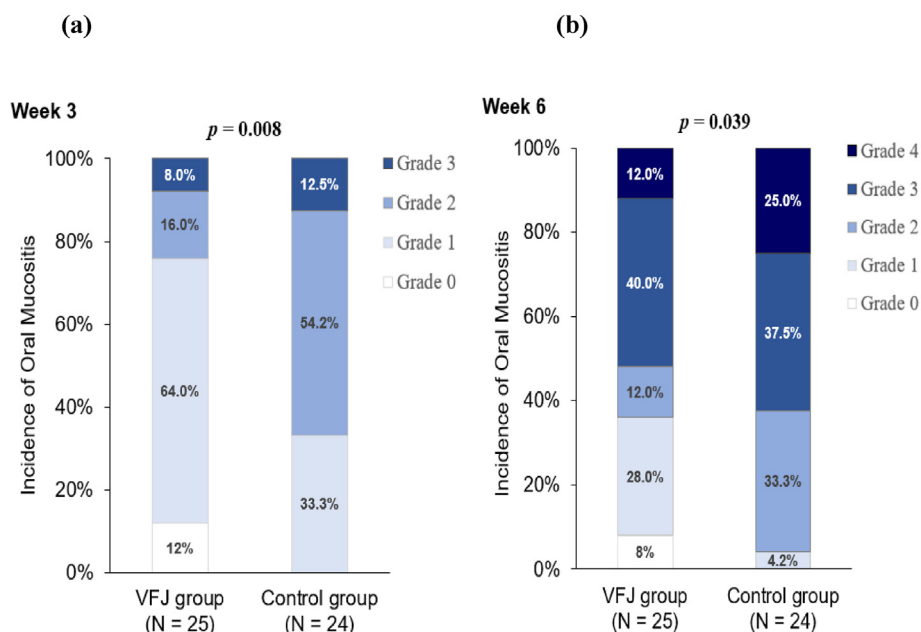 (a)
Week 3
p = 0.008
Incidence of Oral Mucositis
100%
80%
60%
40%
20%
0%
8.0%
16.0%
64.0%
12%
12.5%
54.2%
33.3%
VFJ group
(N = 25)
Control group
(N = 24)
Grade 3
Grade 2
Grade 1
Grade 0
(b)
Week 6
p = 0.039
Incidence of Oral Mucositis
100%
80%
60%
40%
20%
0%
12.0%
40.0%
12.0%
28.0%
8%
25.0%
37.5%
33.3%
4.2%
VFJ group
(N = 25)
Control group
(N = 24)
Grade 4
Grade 3
Grade 2
Grade 1
Grade 0